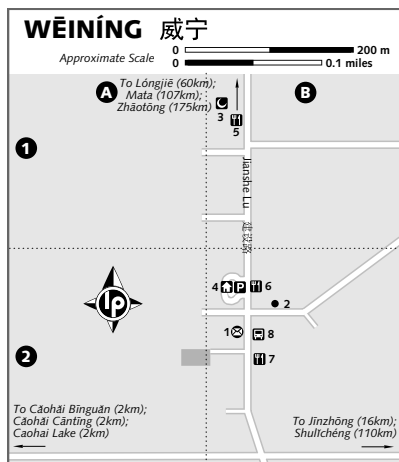 WĒINÍNG 威宁
Approximate Scale
0 200 m
0 0.1 miles
A
B
To Lóngjiē (60km);
Mata (107km);
Zhāotōng (175km)
3
5
1
Jianshe Lu 建设路
4 P 6
2
1 8
2
7
lp
To Cǎohǎi Bīnguǎn (2km);
Cǎohǎi Cāntīng (2km);
Caohai Lake (2km)
To Jīnzhōng (16km);
Shuǐchéng (110km)